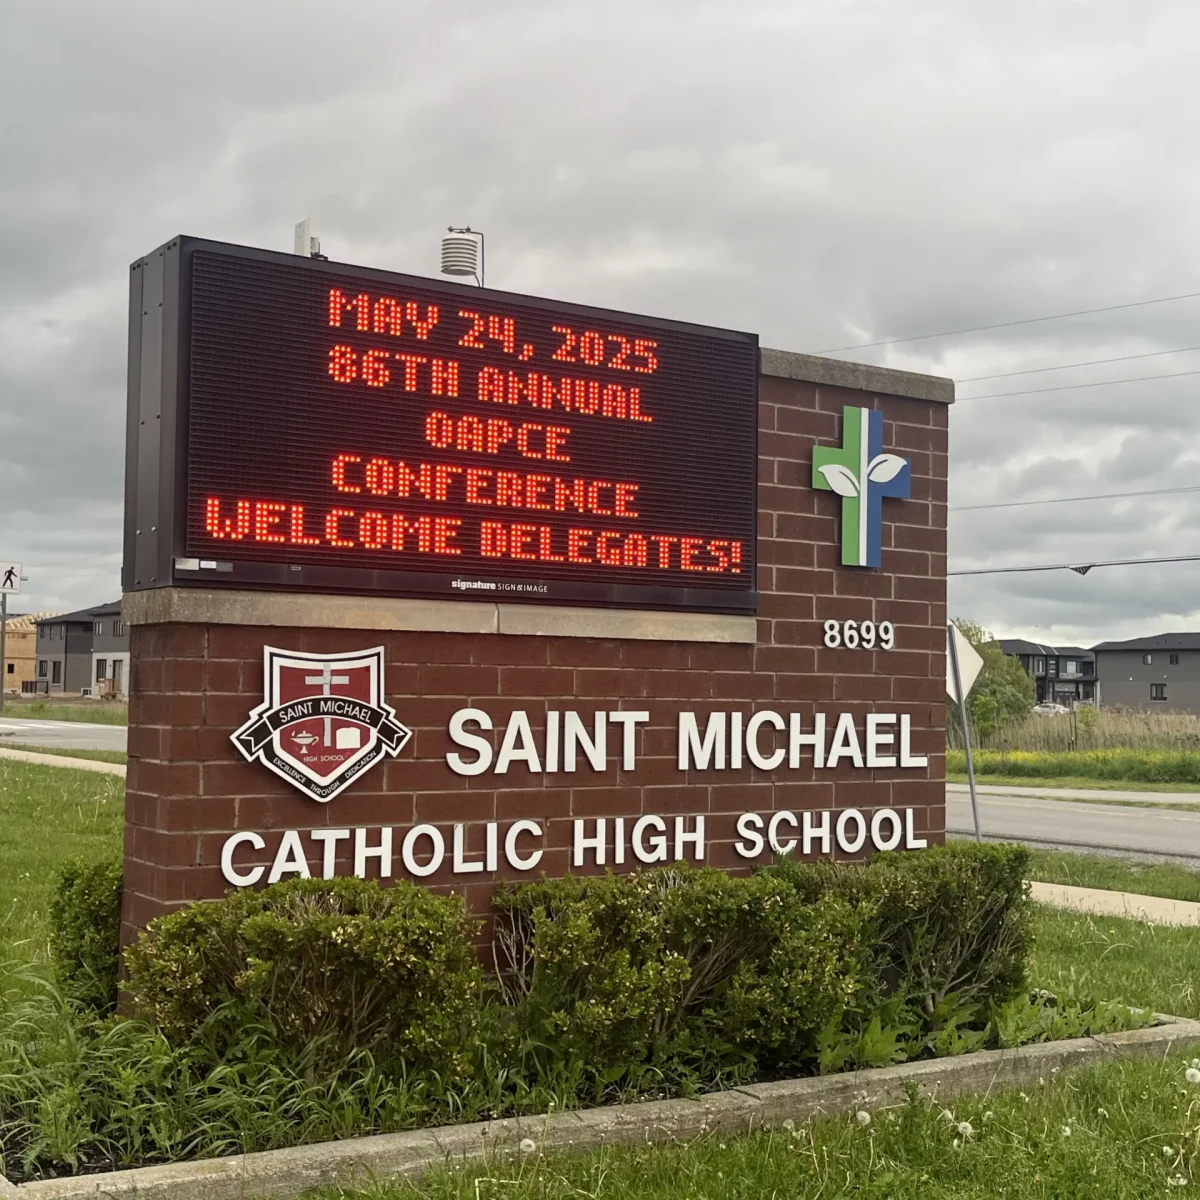 MAY 24, 2025
86TH ANNUAL
OAPCE
CONFERENCE
WELCOME DELEGATES!
signature SIGN & IMAGE
8699
SAINT MICHAEL
HIGH SCHOOL
EXCELLENCE THROUGH DEDICATION
SAINT MICHAEL
CATHOLIC HIGH SCHOOL